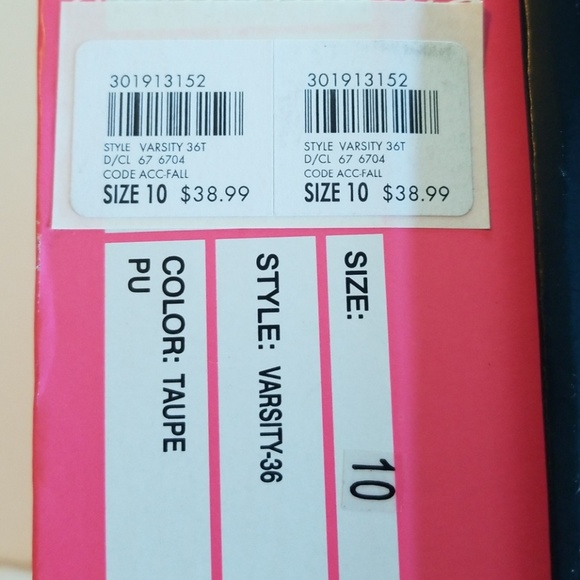 301913152
STYLE VARSITY 36T
D/CL 67 6704
CODE ACC-FALL
SIZE 10 $38.99
301913152
STYLE VARSITY 36T
D/CL 67 6704
CODE ACC-FALL
SIZE 10 $38.99
SIZE: 10
STYLE: VARSITY-36
COLOR: TAUPE
PU